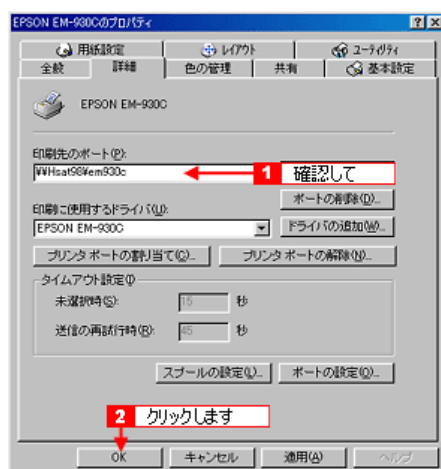 EPSON EM-930Cのプロパティ
用紙設定 レイアウト ユーティリティ
全般 詳細 色の管理 共有 基本設定
EPSON EM-930C
印刷先のポート(P):
¥¥Hsat98¥em930c 1 確認して
ポートの削除(D)...
印刷に使用するドライバ(U):
EPSON EM-930C ドライバの追加(W)...
プリンタ ポートの割り当て(C)... プリンタ ポートの解除(N)...
タイムアウト設定(I)
未選択時(S): 15 秒
送信の再試行時(R): 45 秒
スプールの設定(L)... ポートの設定(O)...
2 クリックします
OK キャンセル 適用(A) ヘルプ